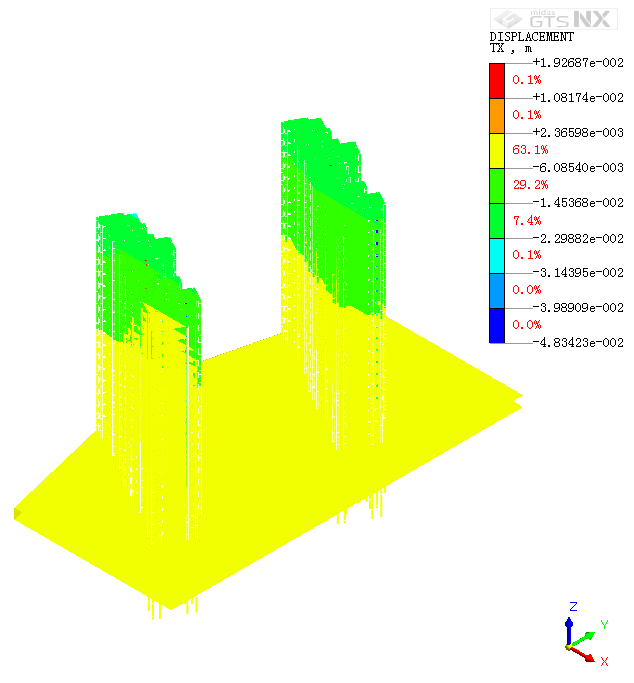 midas
GTS NX
DISPLACEMENT
TX , m
+1.92687e-002
0.1%
+1.08174e-002
0.1%
+2.36598e-003
63.1%
-6.08540e-003
29.2%
-1.45368e-002
7.4%
-2.29882e-002
0.1%
-3.14395e-002
0.0%
-3.98909e-002
0.0%
-4.83423e-002
Z
Y
X